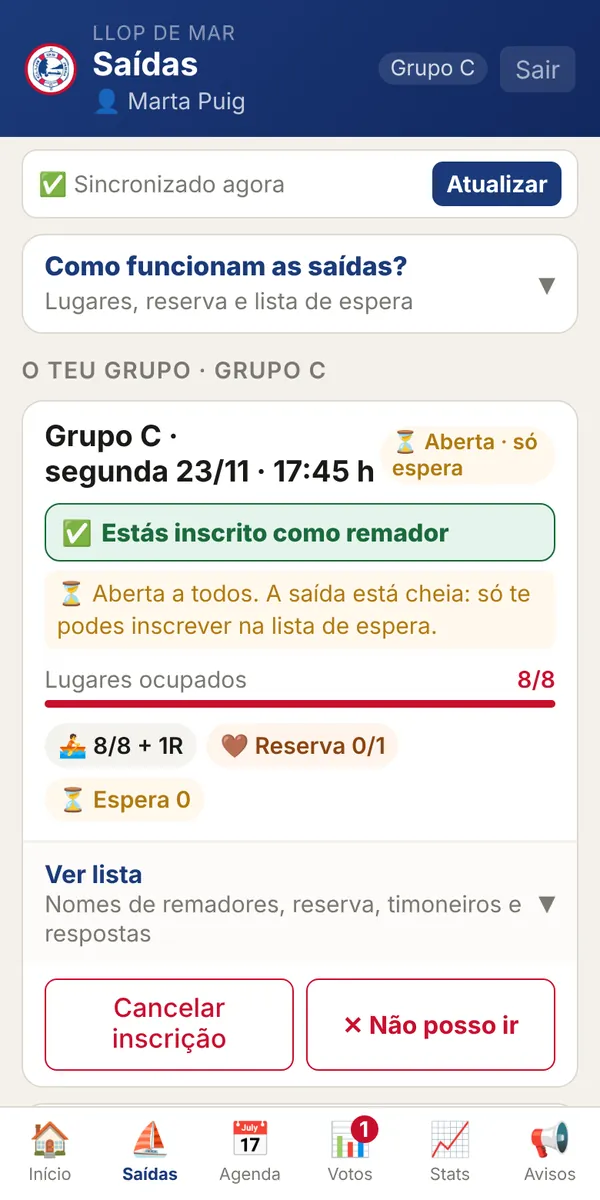 LLOP DE MAR
Saídas
👤 Marta Puig
Grupo C
Sair
✅ Sincronizado agora
Atualizar
Como funcionam as saídas?
Lugares, reserva e lista de espera
▼
O TEU GRUPO · GRUPO C
Grupo C ·
segunda 23/11 · 17:45 h
⏳ Aberta · só
espera
✅ Estás inscrito como remador
⏳ Aberta a todos. A saída está cheia: só te
podes inscrever na lista de espera.
Lugares ocupados
8/8
🚣 8/8 + 1R
🤎 Reserva 0/1
⏳ Espera 0
Ver lista
Nomes de remadores, reserva, timoneiros e
respostas
▼
Cancelar
inscrição
✕ Não posso ir
July
17
1
Início
Saídas
Agenda
Votos
Stats
Avisos